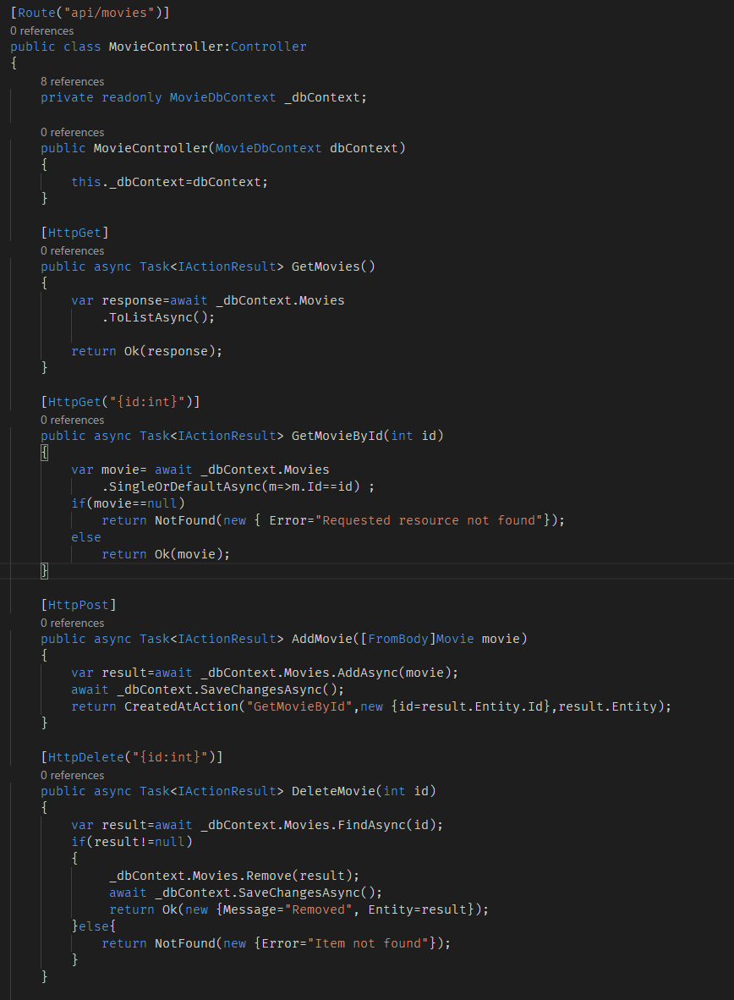 [Route("api/movies")]
0 references
public class MovieController:Controller
{
8 references
private readonly MovieDbContext _dbContext;
0 references
public MovieController(MovieDbContext dbContext)
{
this._dbContext=dbContext;
}
[HttpGet]
0 references
public async Task<IActionResult> GetMovies()
{
var response=await _dbContext.Movies
.ToListAsync();
return Ok(response);
}
[HttpGet("{id:int}")]
0 references
public async Task<IActionResult> GetMovieById(int id)
{
var movie= await _dbContext.Movies
.SingleOrDefaultAsync(m=>m.Id==id) ;
if(movie==null)
return NotFound(new { Error="Requested resource not found"});
else
return Ok(movie);
}
[HttpPost]
0 references
public async Task<IActionResult> AddMovie([FromBody]Movie movie)
{
var result=await _dbContext.Movies.AddAsync(movie);
await _dbContext.SaveChangesAsync();
return CreatedAtAction("GetMovieById",new {id=result.Entity.Id},result.Entity);
}
[HttpDelete("{id:int}")]
0 references
public async Task<IActionResult> DeleteMovie(int id)
{
var result=await _dbContext.Movies.FindAsync(id);
if(result!=null)
{
_dbContext.Movies.Remove(result);
await _dbContext.SaveChangesAsync();
return Ok(new {Message="Removed", Entity=result});
}else{
return NotFound(new {Error="Item not found"});
}
}